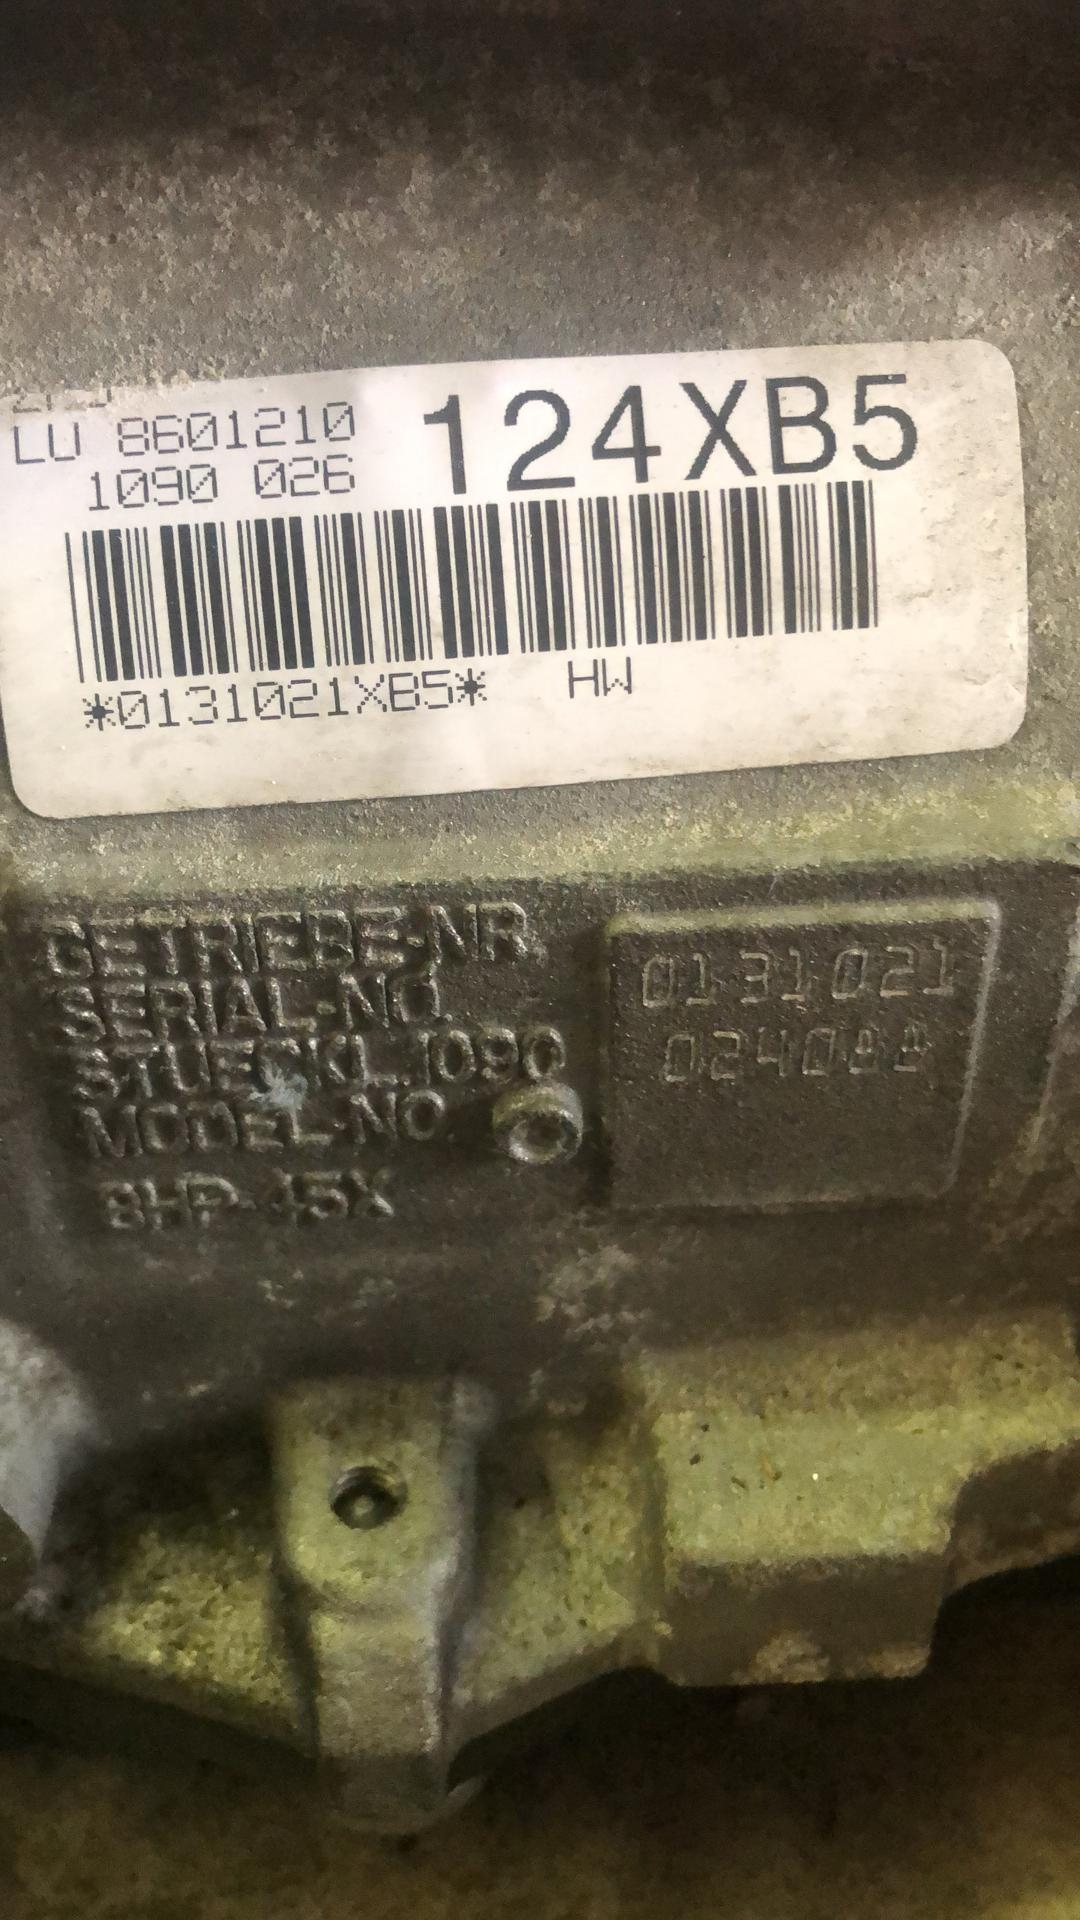 LU 8601210
1090 026
124XB5
*0131021XB5* HW
GETRIEBE-NR.
SERIAL-NO.
STUECKL.1090
MODEL-NO.
8HP-45X
0131021